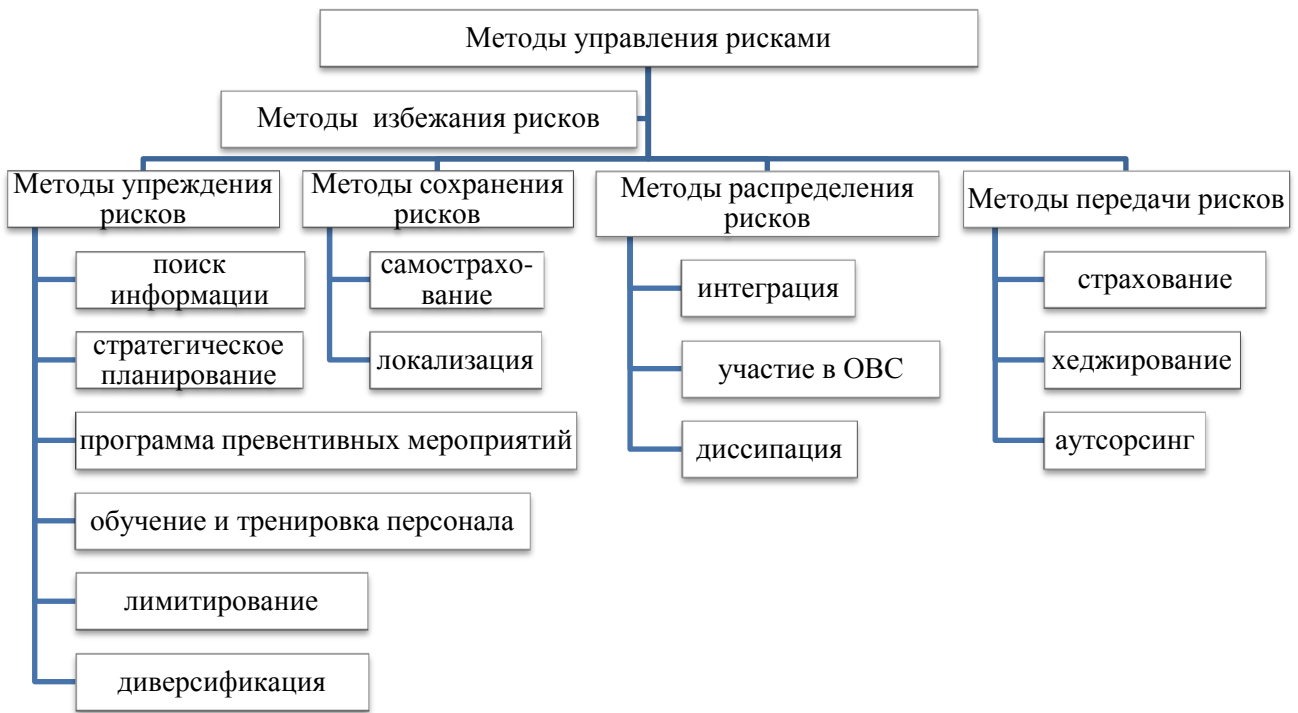 Методы управления рисками
Методы избежания рисков
Методы упреждения
рисков
поиск
информации
стратегическое
планирование
программа превентивных мероприятий
обучение и тренировка персонала
лимитирование
диверсификация
Методы сохранения
рисков
самострахо-
вание
локализация
Методы распределения
рисков
интеграция
участие в ОВС
диссипация
Методы передачи рисков
страхование
хеджирование
аутсорсинг